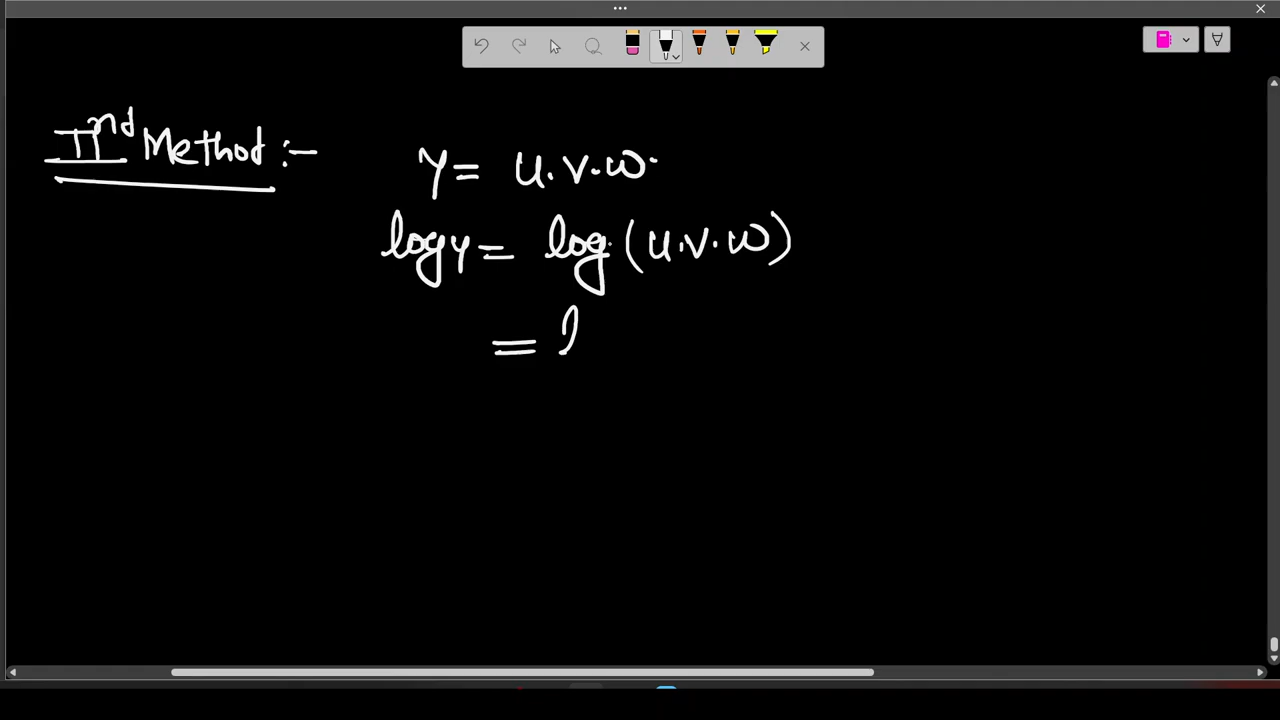 IInd Method :-
y = u.v.w.
log y = log (u.v.w)
= l